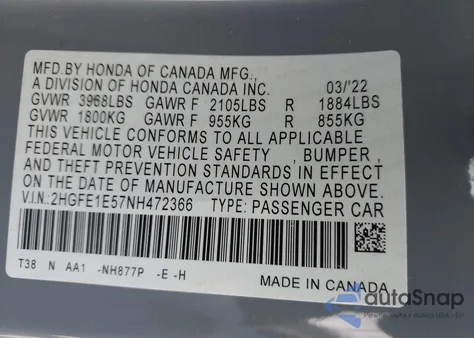 MFD.BY HONDA OF CANADA MFG.,
A DIVISION OF HONDA CANADA INC. 03/'22
GVWR 3968LBS GAWR F 2105LBS R 1884LBS
GVWR 1800KG GAWR F 955KG R 855KG
THIS VEHICLE CONFORMS TO ALL APPLICABLE
FEDERAL MOTOR VEHICLE SAFETY , BUMPER ,
AND THEFT PREVENTION STANDARDS IN EFFECT
ON THE DATE OF MANUFACTURE SHOWN ABOVE.
V.I.N:2HGFE1E57NH472366 TYPE: PASSENGER CAR
T38 N AA1 -NH877P -E -H
MADE IN CANADA
autoSnap